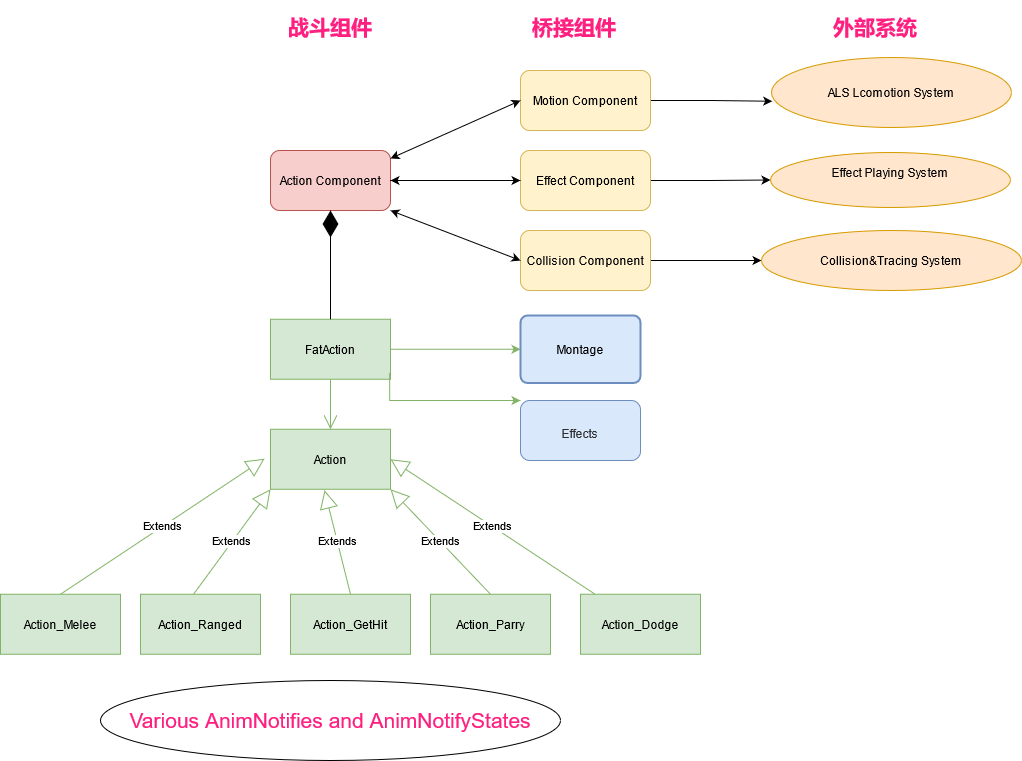 战斗组件
桥接组件
外部系统
Motion Component
ALS Lcomotion System
Action Component
Effect Component
Effect Playing System
Collision Component
Collision&Tracing System
FatAction
Montage
Effects
Action
Extends
Extends
Extends
Extends
Extends
Action_Melee
Action_Ranged
Action_GetHit
Action_Parry
Action_Dodge
Various AnimNotifies and AnimNotifyStates